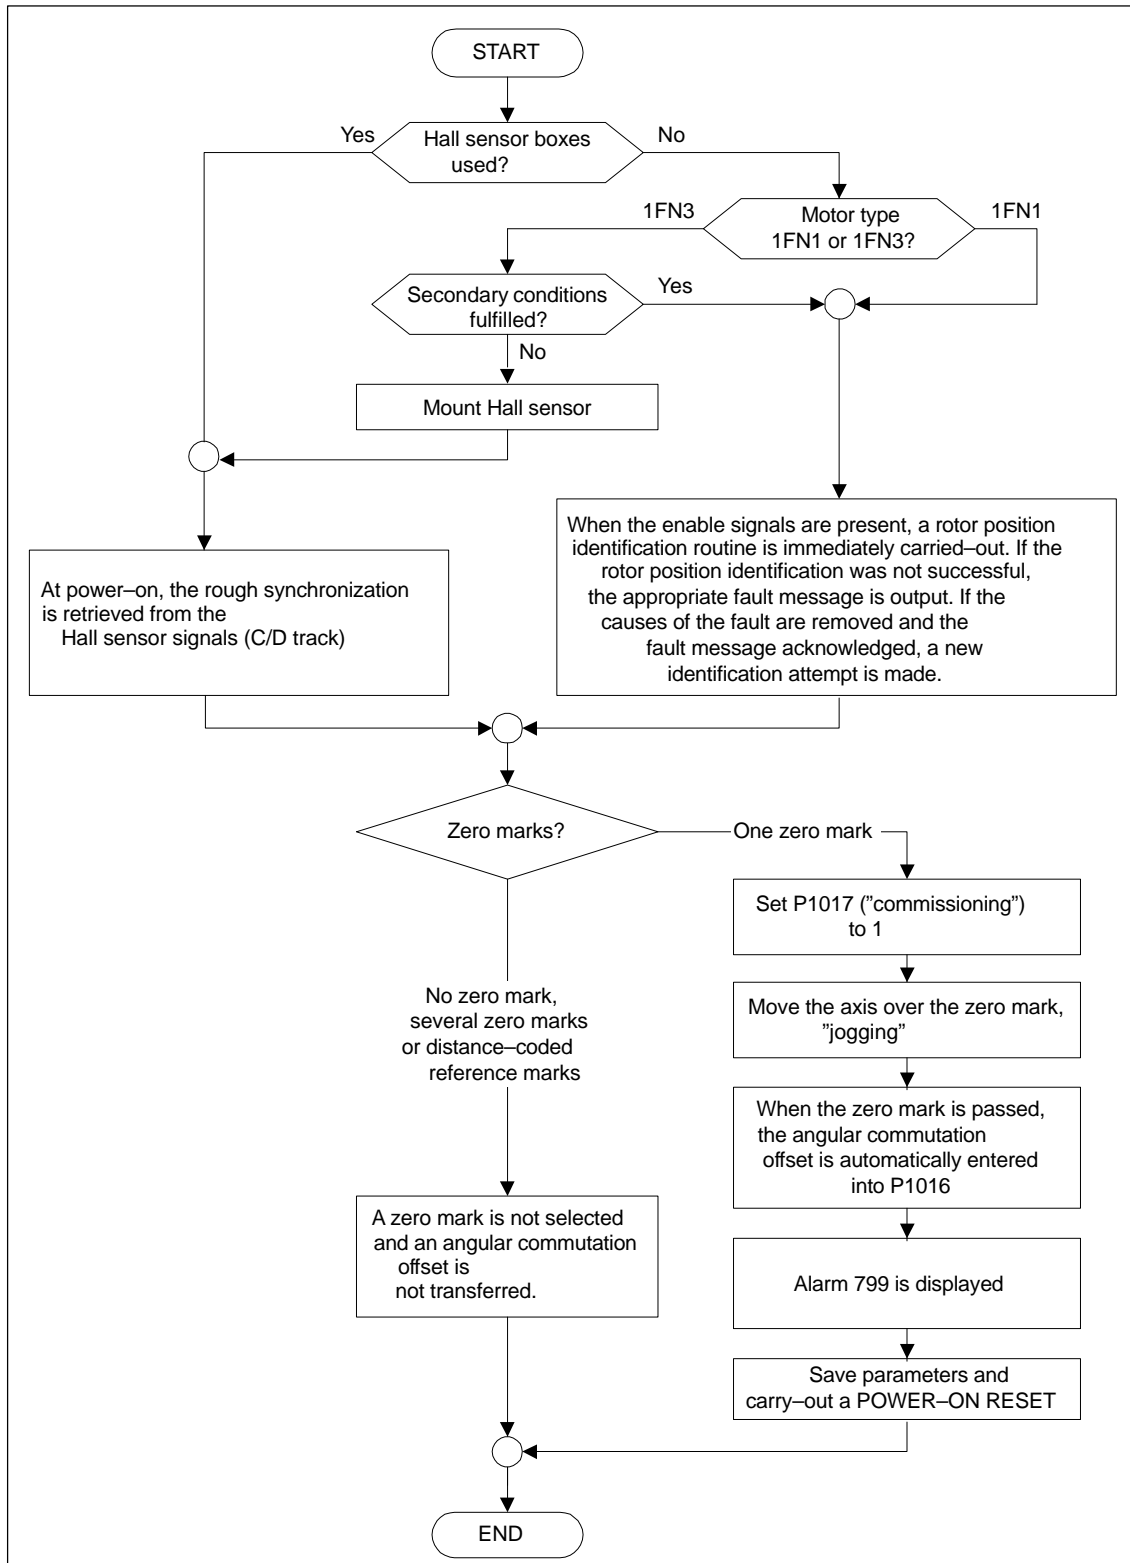 START
Yes
Hall sensor boxes
used?
No
1FN3
Motor type
1FN1 or 1FN3?
1FN1
Secondary conditions
fulfilled?
Yes
No
Mount Hall sensor
When the enable signals are present, a rotor position
identification routine is immediately carried–out. If the
rotor position identification was not successful,
the appropriate fault message is output. If the
causes of the fault are removed and the
fault message acknowledged, a new
identification attempt is made.
At power–on, the rough synchronization
is retrieved from the
Hall sensor signals (C/D track)
Zero marks?
One zero mark
Set P1017 (”commissioning”)
to 1
Move the axis over the zero mark,
”jogging”
No zero mark,
several zero marks
or distance–coded
reference marks
When the zero mark is passed,
the angular commutation
offset is automatically entered
into P1016
A zero mark is not selected
and an angular commutation
offset is
not transferred.
Alarm 799 is displayed
Save parameters and
carry–out a POWER–ON RESET
END